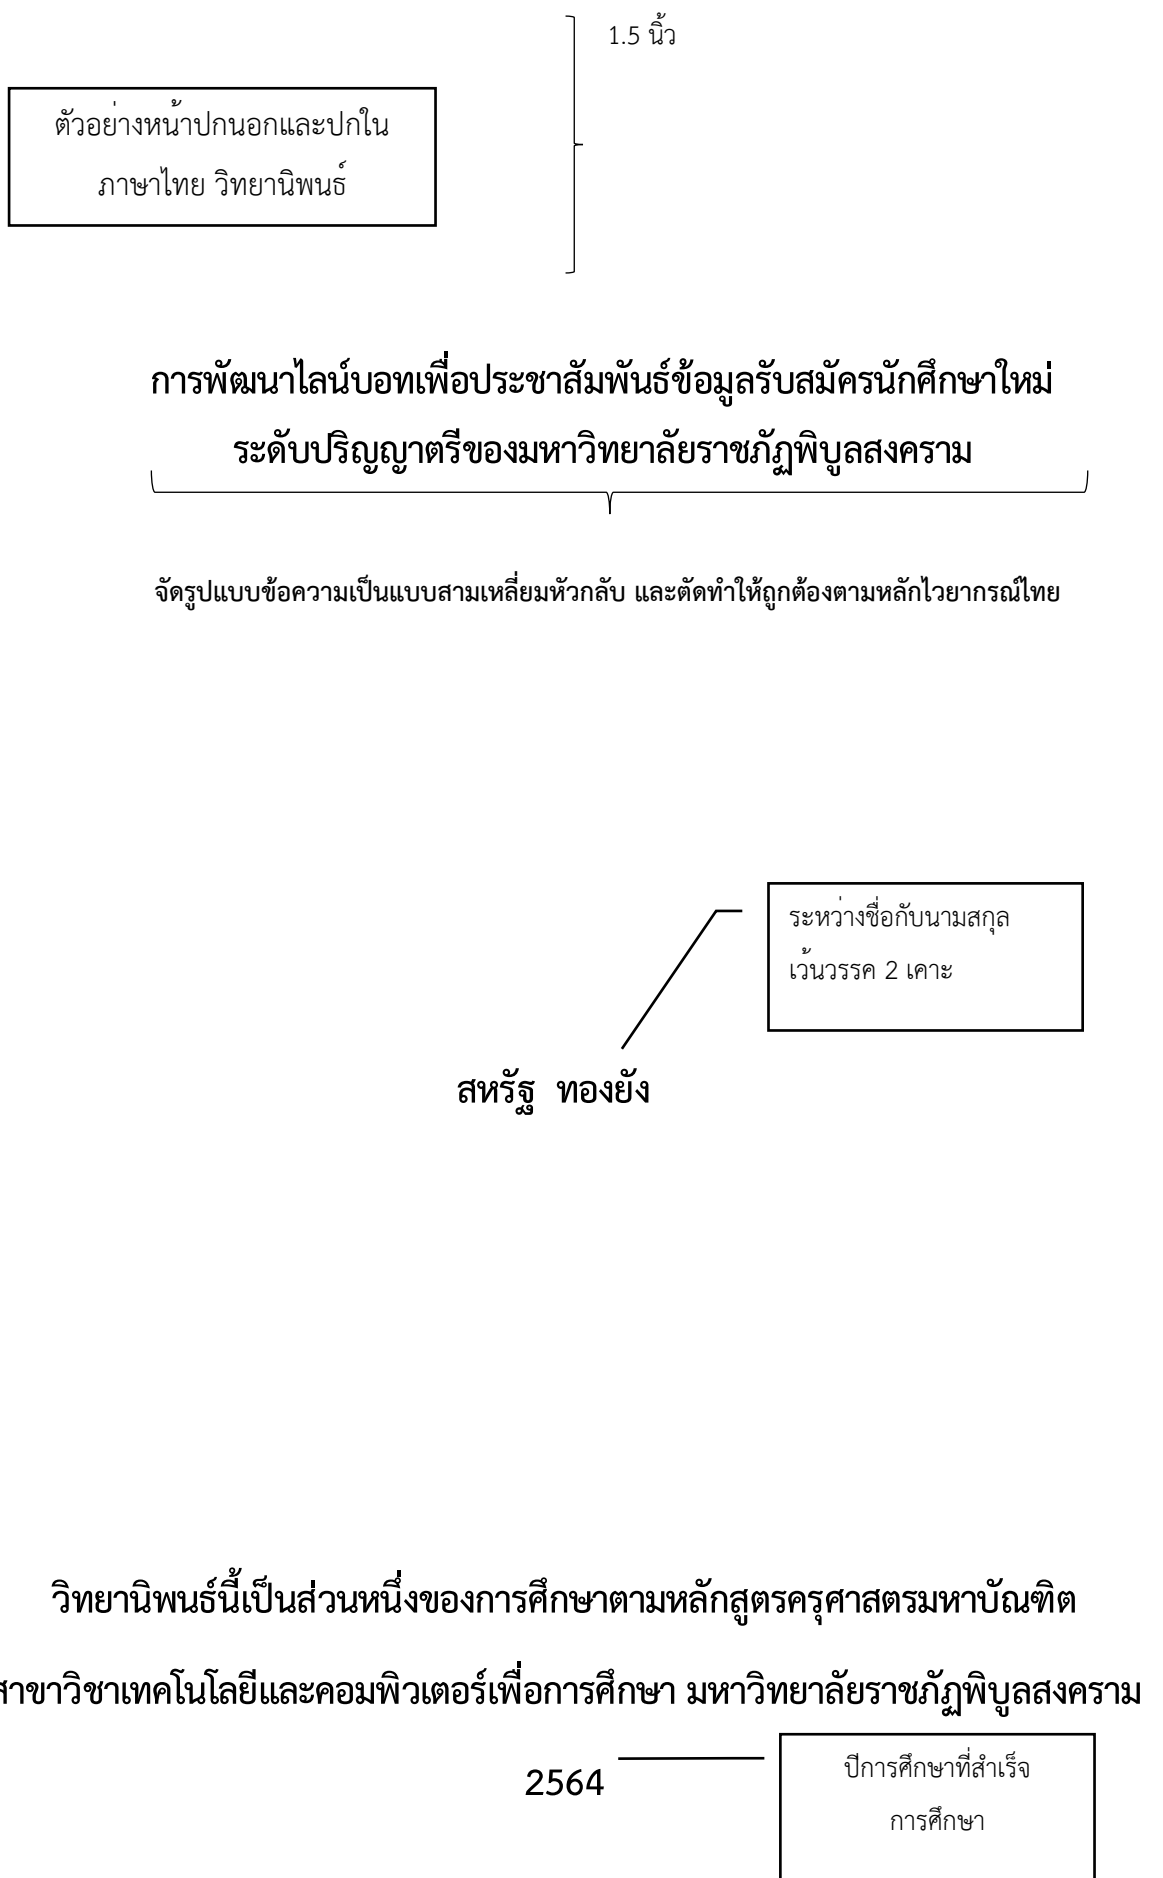 1.5 นิ้ว
ตัวอย่างหน้าปกนอกและปกใน
ภาษาไทย วิทยานิพนธ์
การพัฒนาไลน์บอทเพื่อประชาสัมพันธ์ข้อมูลรับสมัครนักศึกษาใหม่
ระดับปริญญาตรีของมหาวิทยาลัยราชภัฏพิบูลสงคราม
จัดรูปแบบข้อความเป็นแบบสามเหลี่ยมหัวกลับ และตัดทำให้ถูกต้องตามหลักไวยากรณ์ไทย
ระหว่างชื่อกับนามสกุล
เว้นวรรค 2 เคาะ
สหรัฐ  ทองยัง
วิทยานิพนธ์นี้เป็นส่วนหนึ่งของการศึกษาตามหลักสูตรครุศาสตรมหาบัณฑิต
สาขาวิชาเทคโนโลยีและคอมพิวเตอร์เพื่อการศึกษา มหาวิทยาลัยราชภัฏพิบูลสงคราม
2564
ปีการศึกษาที่สำเร็จ
การศึกษา